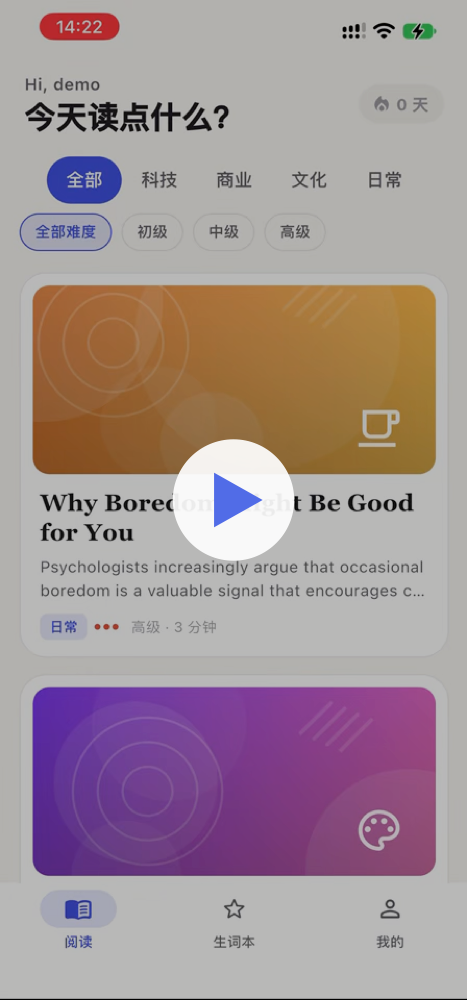 14:22
Hi, demo
今天读点什么?
0 天
全部 科技 商业 文化 日常
全部难度 初级 中级 高级
Why Boredom Might Be Good
for You
Psychologists increasingly argue that occasional
boredom is a valuable signal that encourages c...
日常 高级 · 3 分钟
阅读 生词本 我的